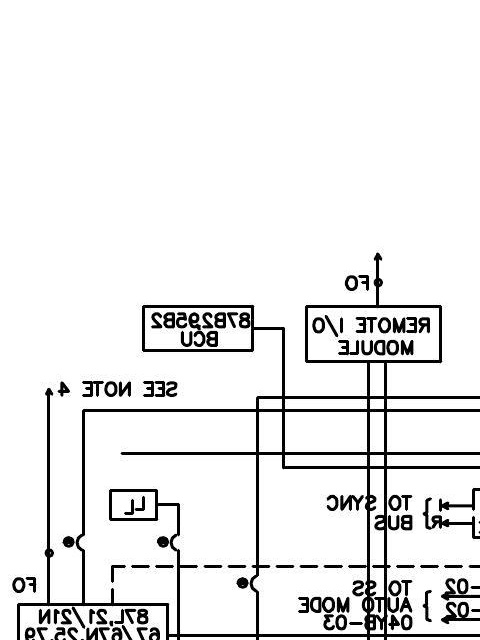 FO
87B295B2
BCU
REMOTE I/O
MODULE
SEE NOTE 4
LL
TO SYNC
BUS
R
FO
TO SS
AUTO MODE
04YB-03
02-
02-
87L,21/21N
67/67N,25,79